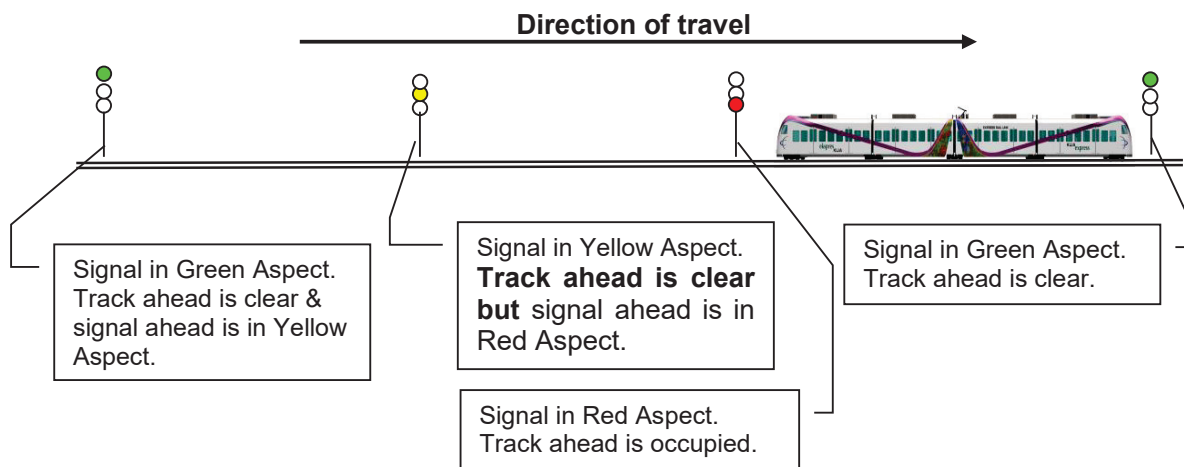 Direction of travel
Signal in Green Aspect.
Track ahead is clear &
signal ahead is in Yellow
Aspect.
Signal in Yellow Aspect.
Track ahead is clear
but signal ahead is in
Red Aspect.
Signal in Green Aspect.
Track ahead is clear.
Signal in Red Aspect.
Track ahead is occupied.